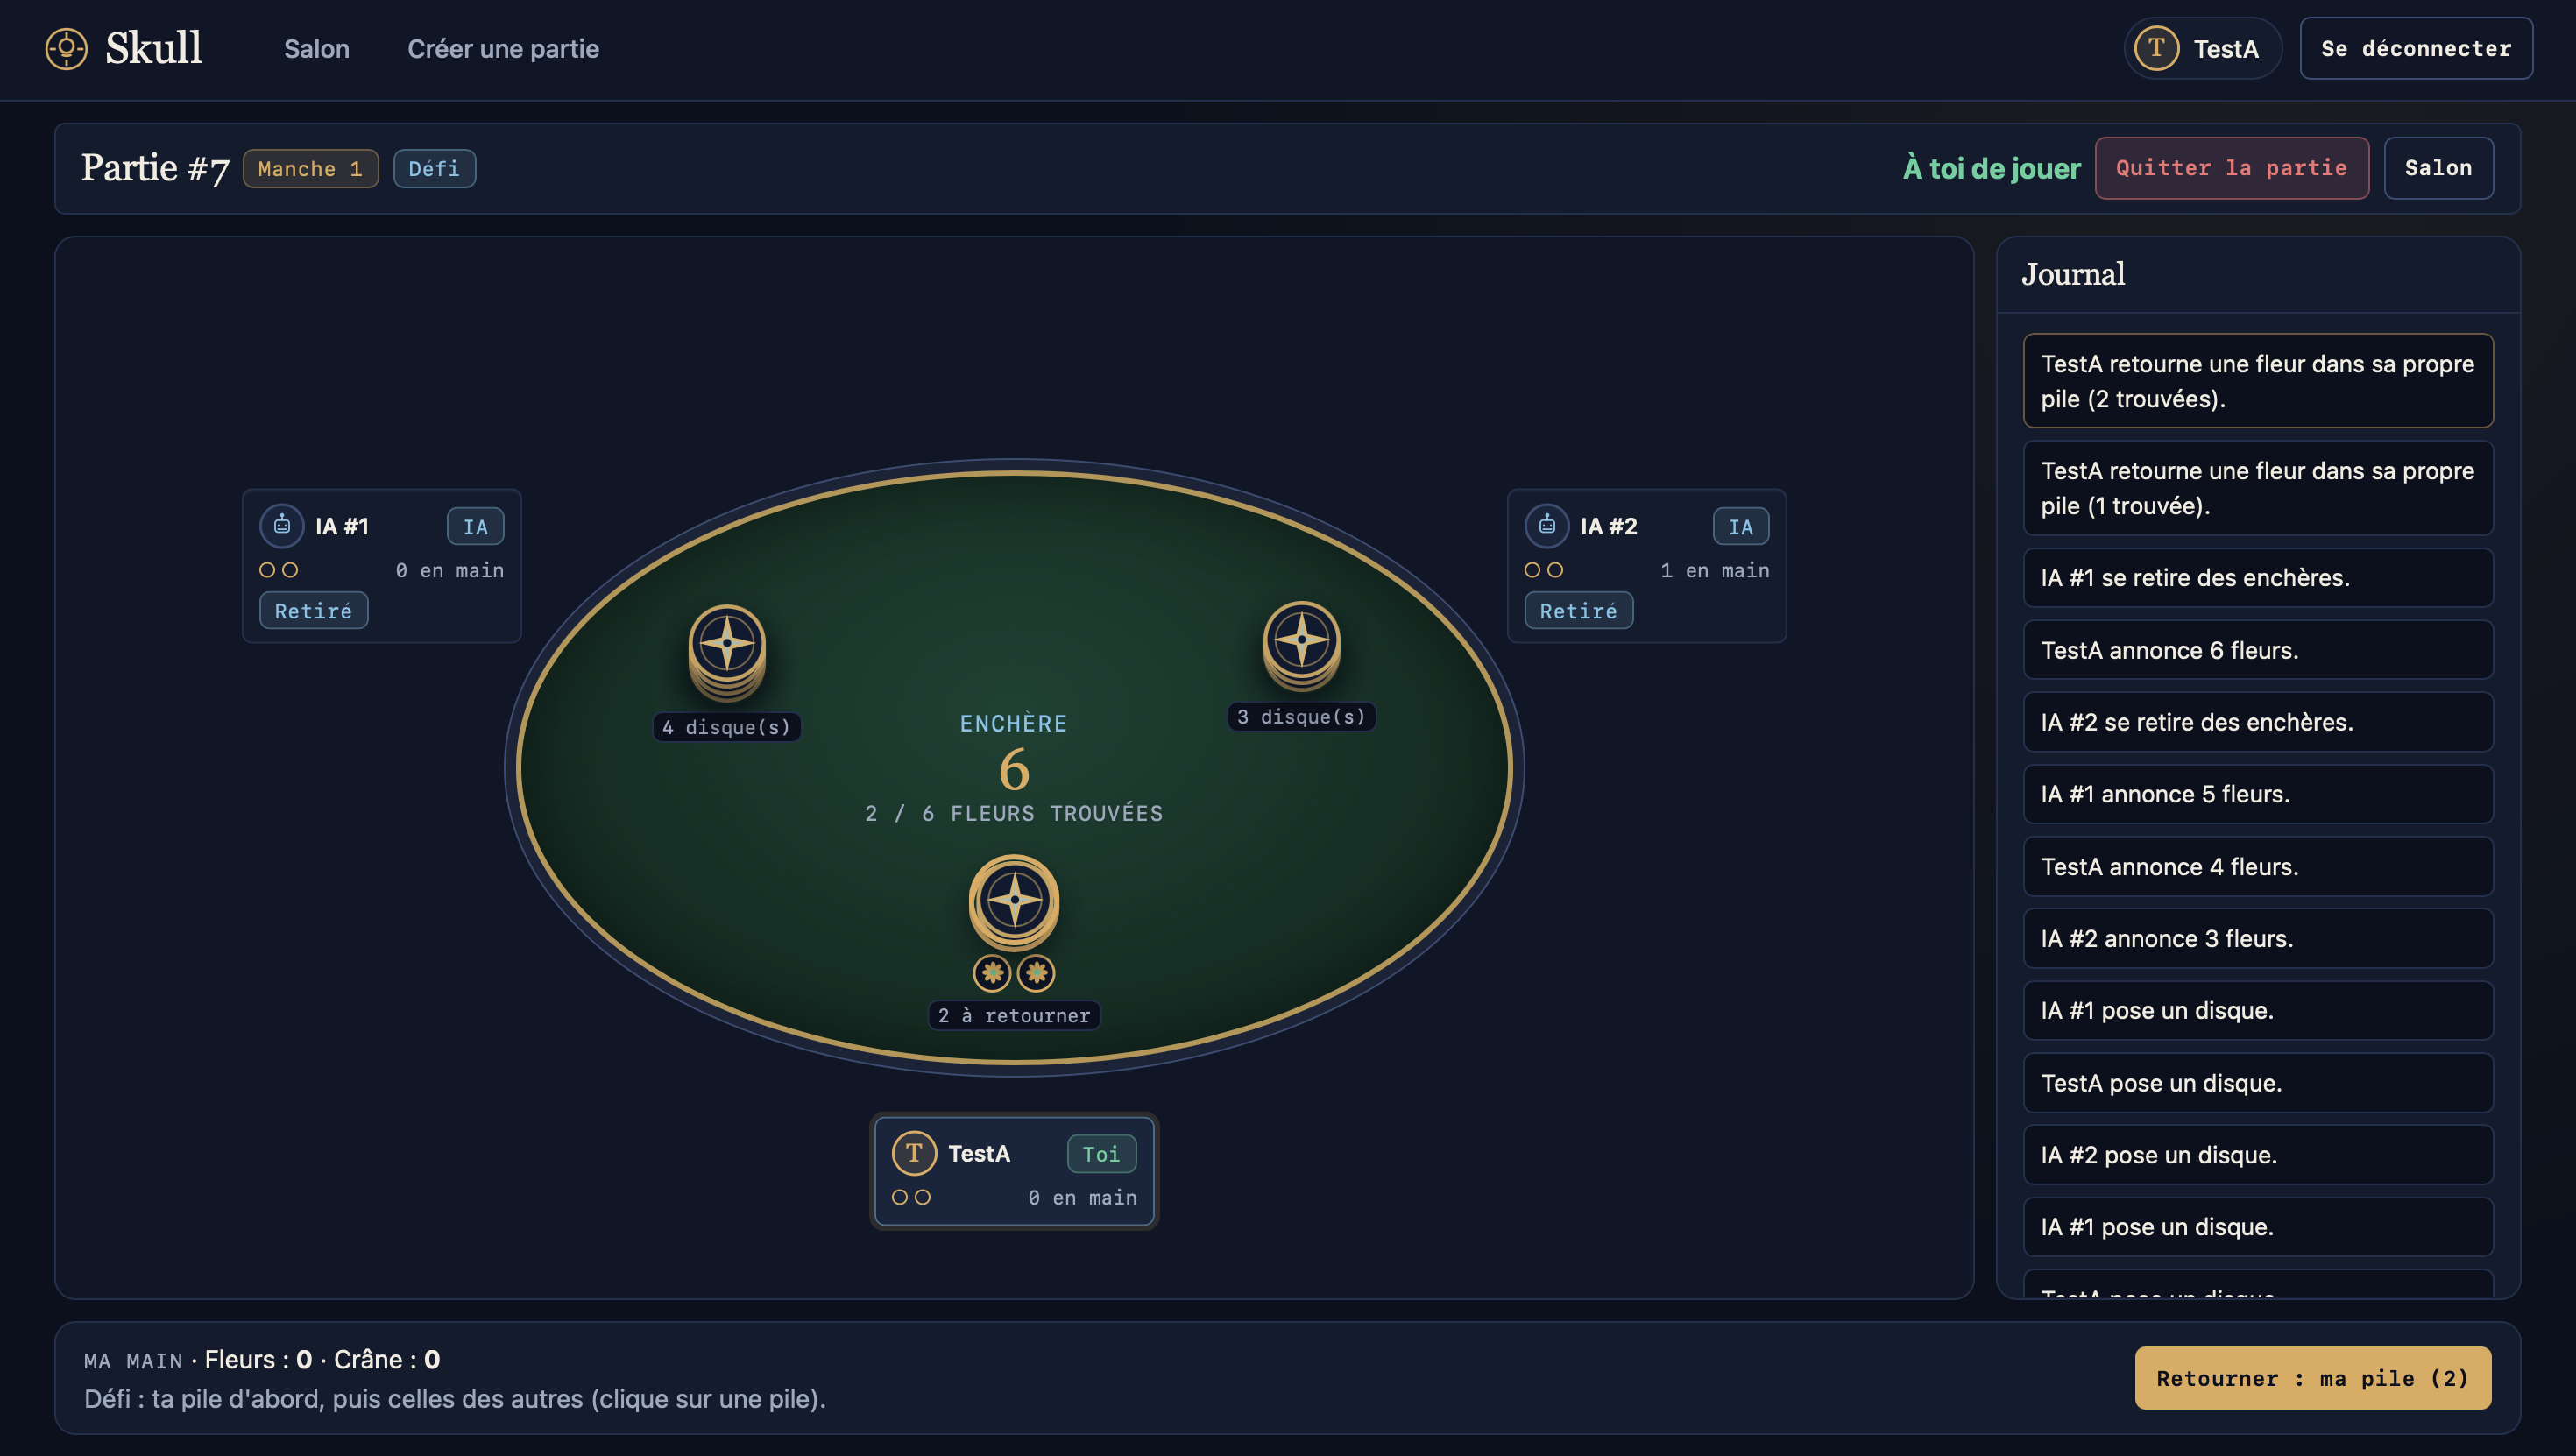 Skull
Salon
Créer une partie
T
TestA
Se déconnecter
Partie #7
Manche 1
Défi
À toi de jouer
Quitter la partie
Salon
IA #1
IA
0 en main
Retiré
IA #2
IA
1 en main
Retiré
4 disque(s)
3 disque(s)
ENCHÈRE
6
2 / 6 FLEURS TROUVÉES
2 à retourner
T
TestA
Toi
0 en main
Journal
TestA retourne une fleur dans sa propre
pile (2 trouvées).
TestA retourne une fleur dans sa propre
pile (1 trouvée).
IA #1 se retire des enchères.
TestA annonce 6 fleurs.
IA #2 se retire des enchères.
IA #1 annonce 5 fleurs.
TestA annonce 4 fleurs.
IA #2 annonce 3 fleurs.
IA #1 pose un disque.
TestA pose un disque.
IA #2 pose un disque.
IA #1 pose un disque.
TestA pose un disque.
MA MAIN · Fleurs : 0 · Crâne : 0
Défi : ta pile d'abord, puis celles des autres (clique sur une pile).
Retourner : ma pile (2)